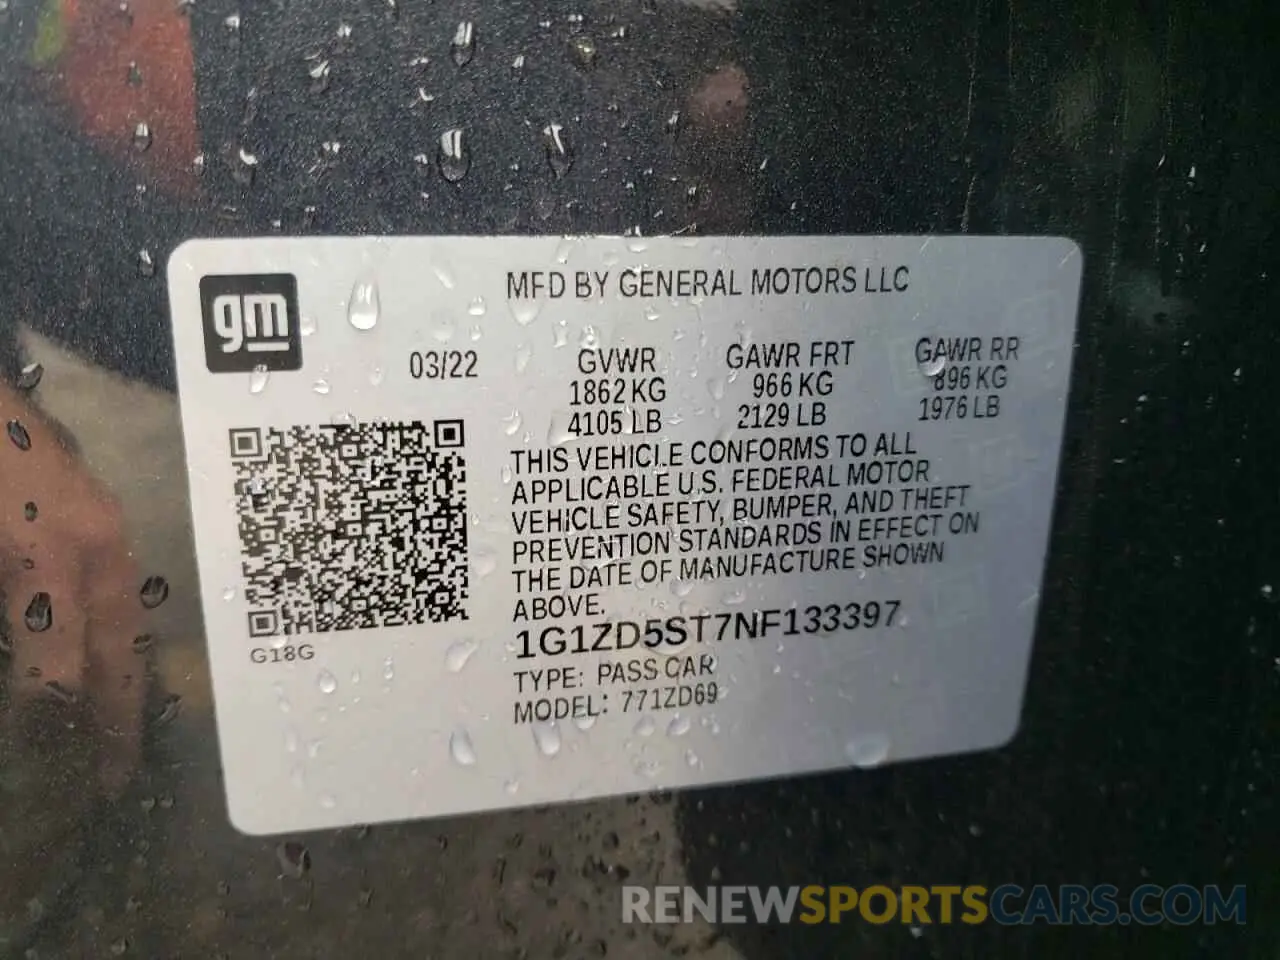 gm
MFD BY GENERAL MOTORS LLC
03/22
GVWR GAWR FRT GAWR RR
1862 KG 966 KG 896 KG
4105 LB 2129 LB 1976 LB
THIS VEHICLE CONFORMS TO ALL
APPLICABLE U.S. FEDERAL MOTOR
VEHICLE SAFETY, BUMPER, AND THEFT
PREVENTION STANDARDS IN EFFECT ON
THE DATE OF MANUFACTURE SHOWN
ABOVE.
1G1ZD5ST7NF133397
G18G
TYPE: PASS CAR
MODEL: 771ZD69
RENEWSPORTSCARS.COM